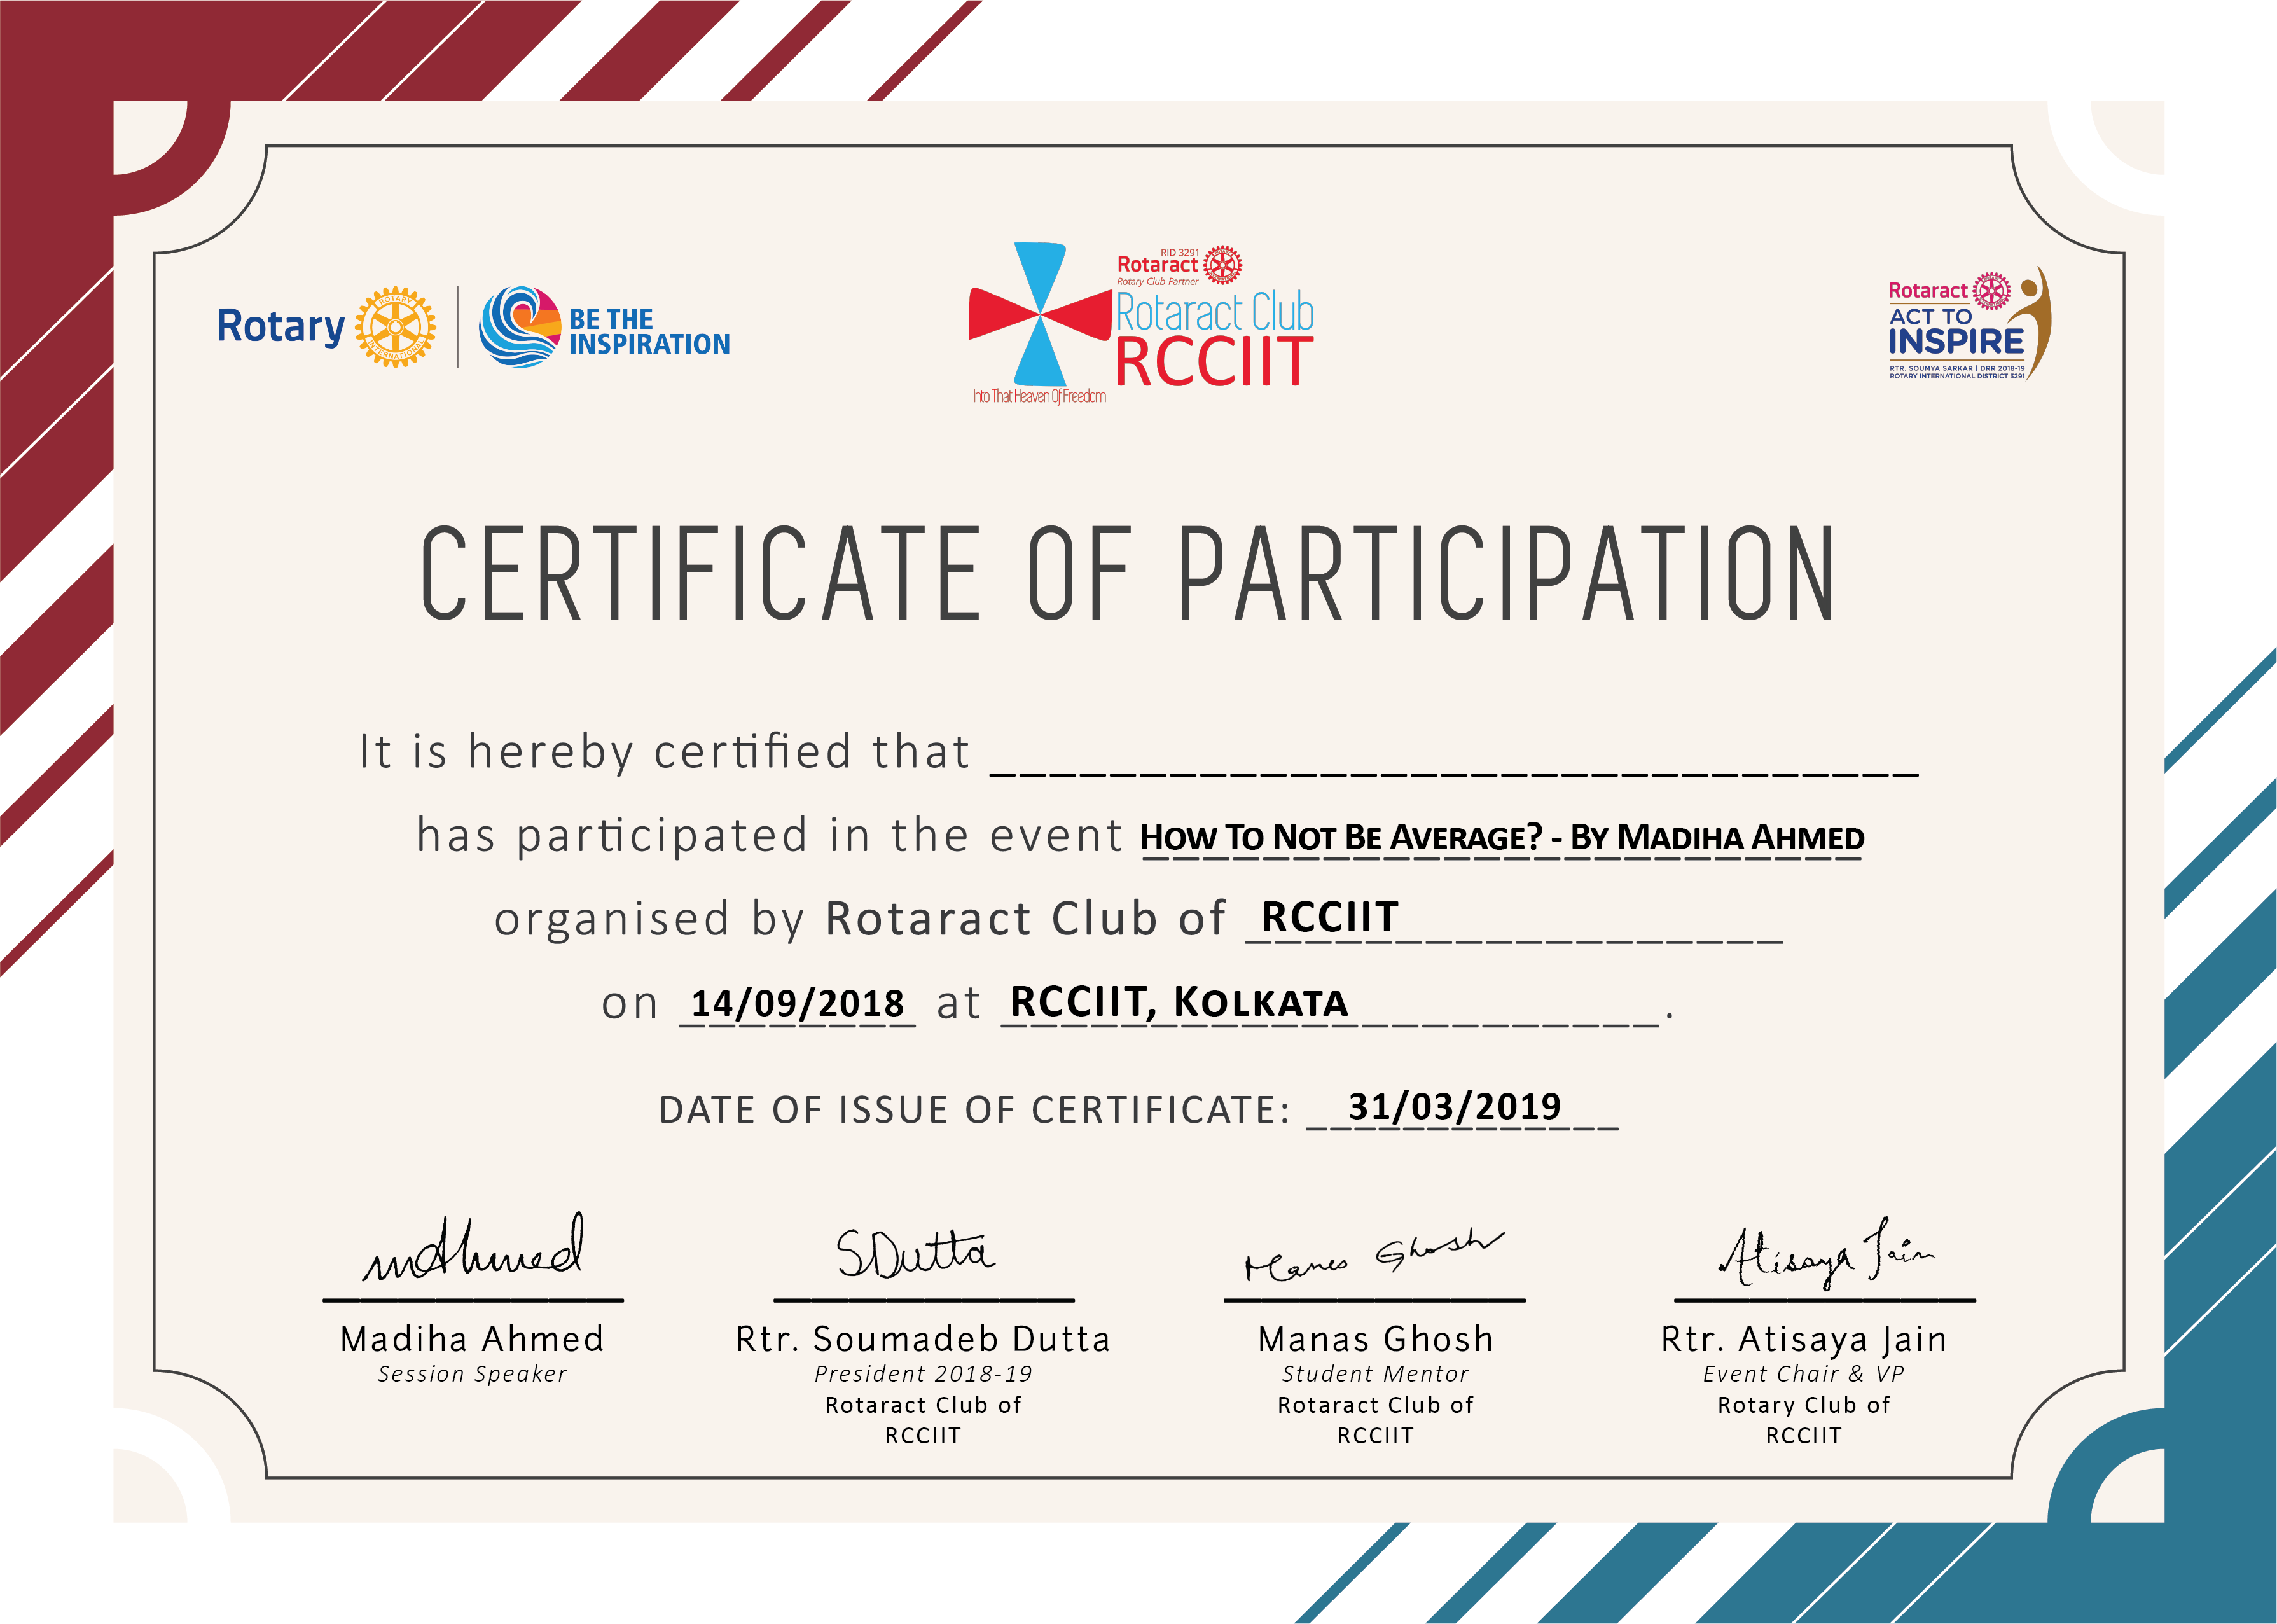 Rotary
ROTARY
INTERNATIONAL
BE THE
INSPIRATION
RID 3291
Rotaract
Rotary Club Partner
Rotaract Club
RCCIIT
Into That Heaven Of Freedom
Rotaract
ACT TO
INSPIRE
RTR. SOUMYA SARKAR | DRR 2018-19
ROTARY INTERNATIONAL DISTRICT 3291
CERTIFICATE OF PARTICIPATION
It is hereby certified that
has participated in the event HOW TO NOT BE AVERAGE? - BY MADIHA AHMED
organised by Rotaract Club of RCCIIT
on 14/09/2018 at RCCIIT, KOLKATA .
DATE OF ISSUE OF CERTIFICATE: 31/03/2019
mdAhmed
SDutta
Manas Ghosh
Atisaya Jain
Madiha Ahmed
Session Speaker
Rtr. Soumadeb Dutta
President 2018-19
Rotaract Club of
RCCIIT
Manas Ghosh
Student Mentor
Rotaract Club of
RCCIIT
Rtr. Atisaya Jain
Event Chair & VP
Rotary Club of
RCCIIT